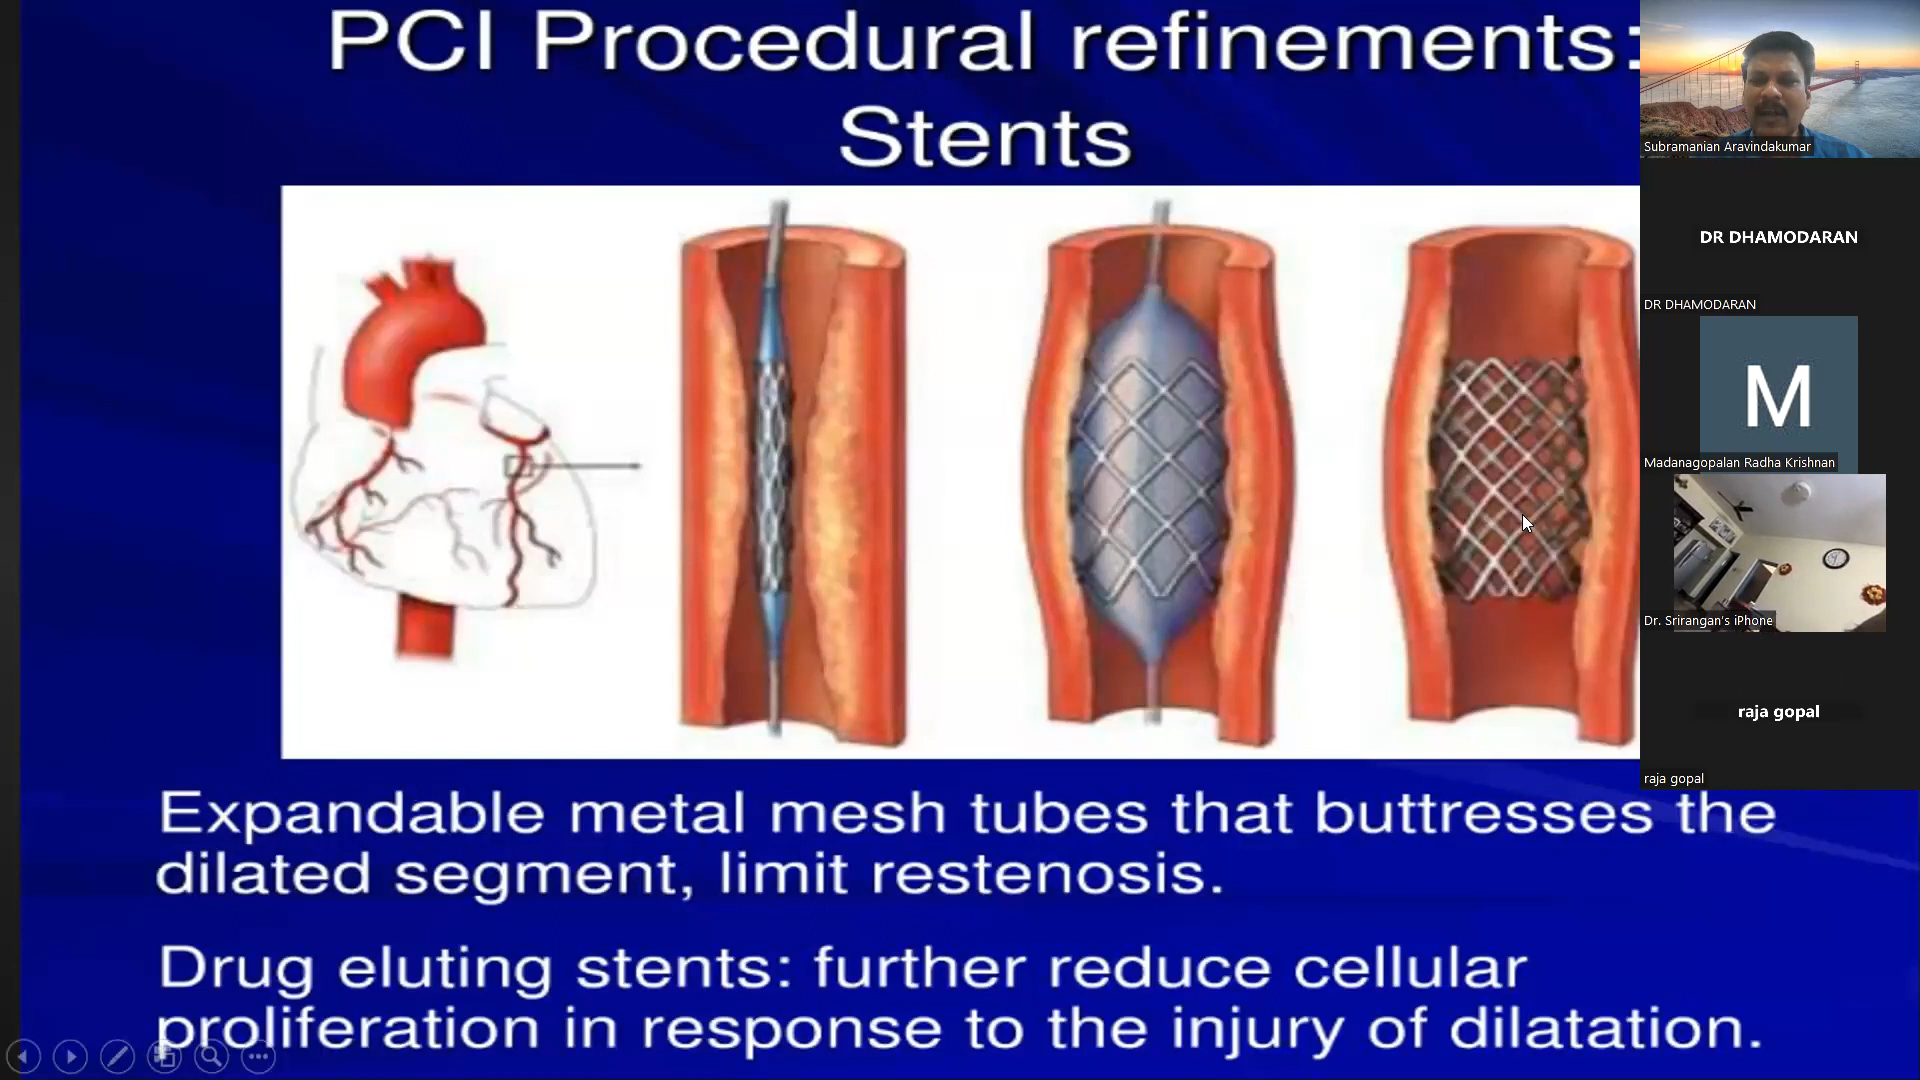 PCI Procedural refinements:
Stents
Expandable metal mesh tubes that buttresses the
dilated segment, limit restenosis.
Drug eluting stents: further reduce cellular
proliferation in response to the injury of dilatation.
Subramanian Aravindakumar
DR DHAMODARAN
DR DHAMODARAN
M
Madanagopalan Radha Krishnan
Dr. Srirangan's iPhone
raja gopal
raja gopal